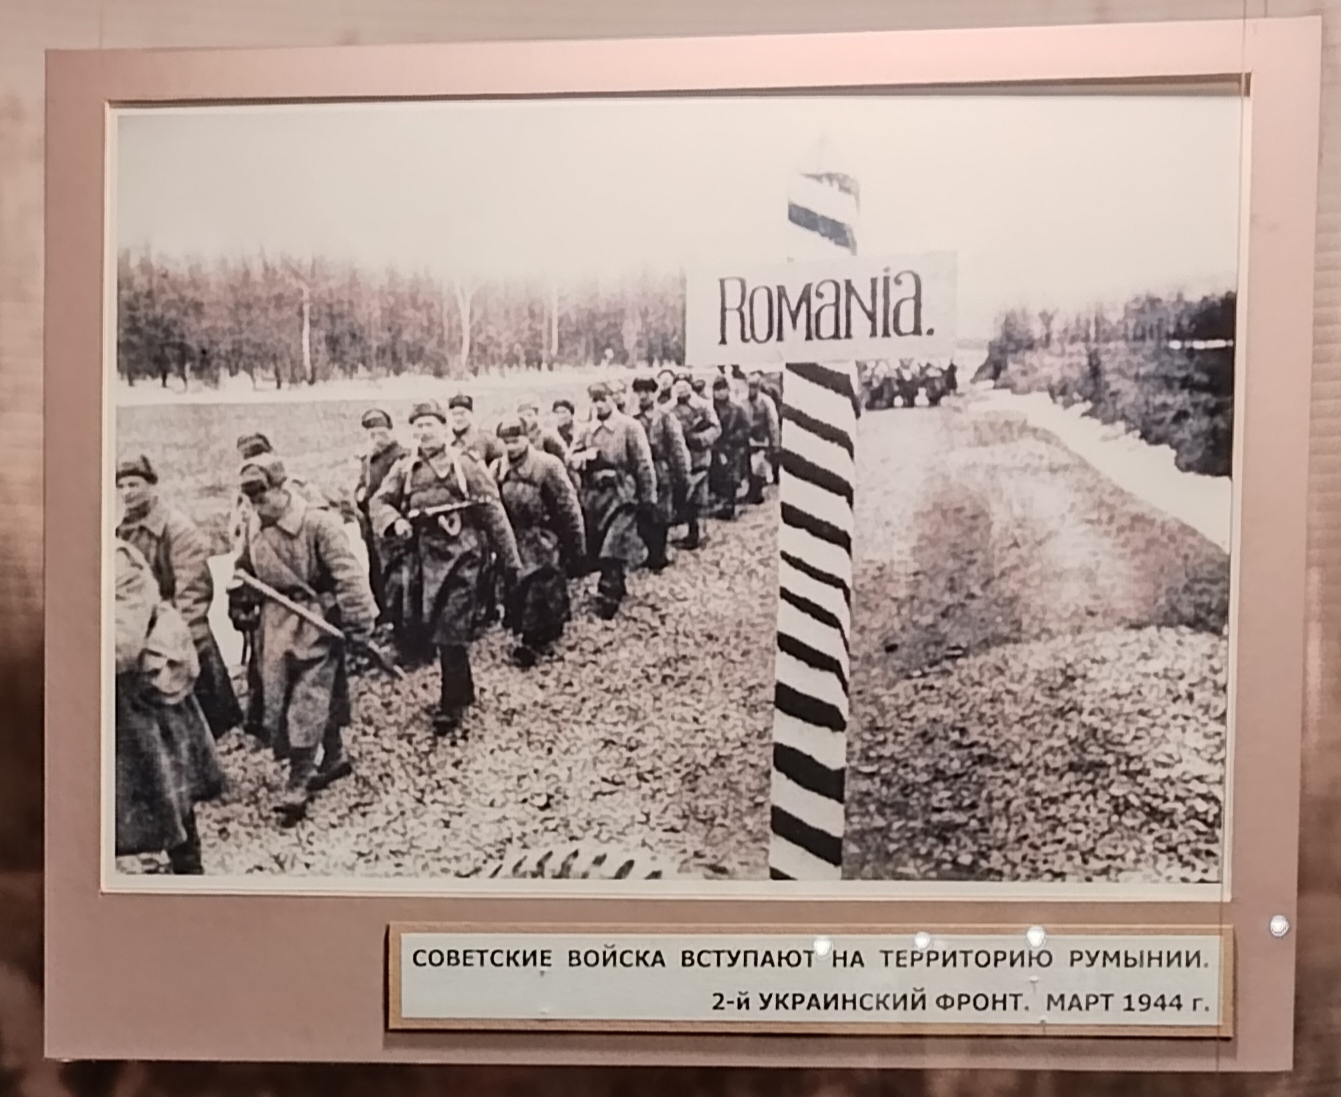 Romania.
СОВЕТСКИЕ ВОЙСКА ВСТУПАЮТ НА ТЕРРИТОРИЮ РУМЫНИИ.
2-й УКРАИНСКИЙ ФРОНТ. МАРТ 1944 г.